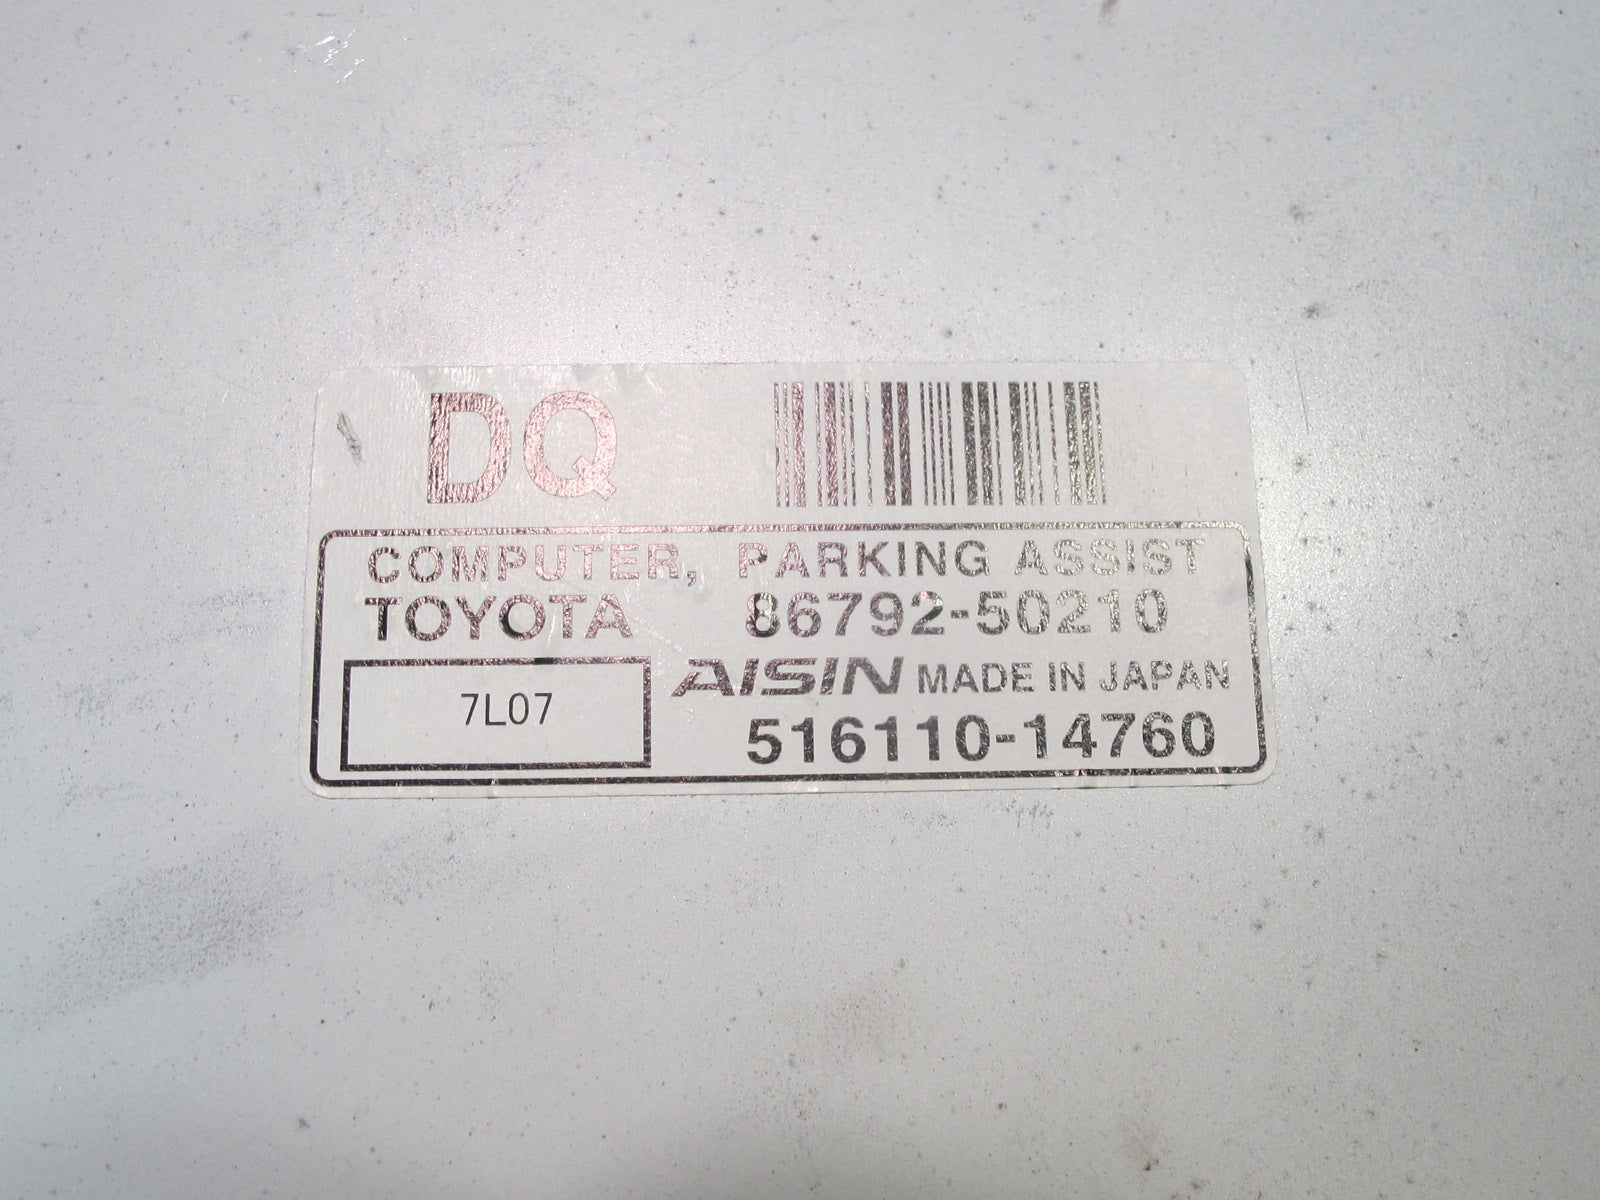 DQ
COMPUTER, PARKING ASSIST
TOYOTA 86792-50210
7L07
AISIN MADE IN JAPAN
516110-14760